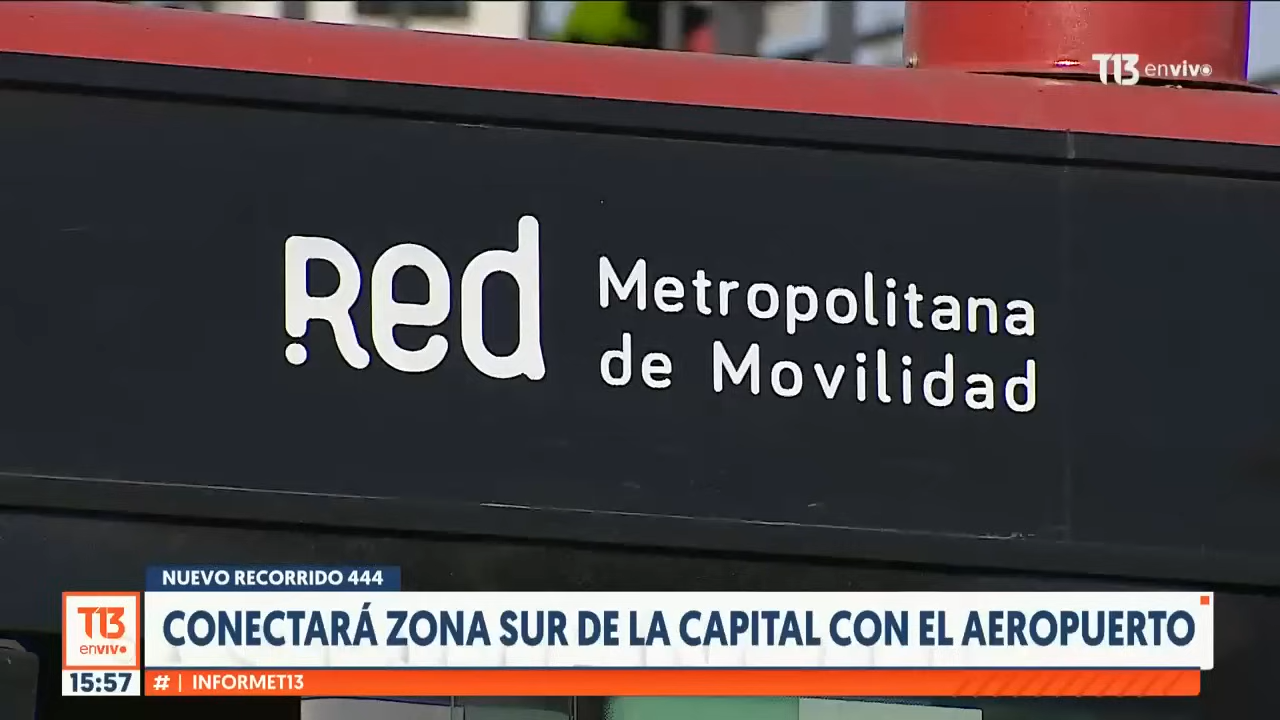 T13 envivo
Red
Metropolitana
de Movilidad
NUEVO RECORRIDO 444
T13
envivo
CONECTARÁ ZONA SUR DE LA CAPITAL CON EL AEROPUERTO
15:57
# | INFORMET13